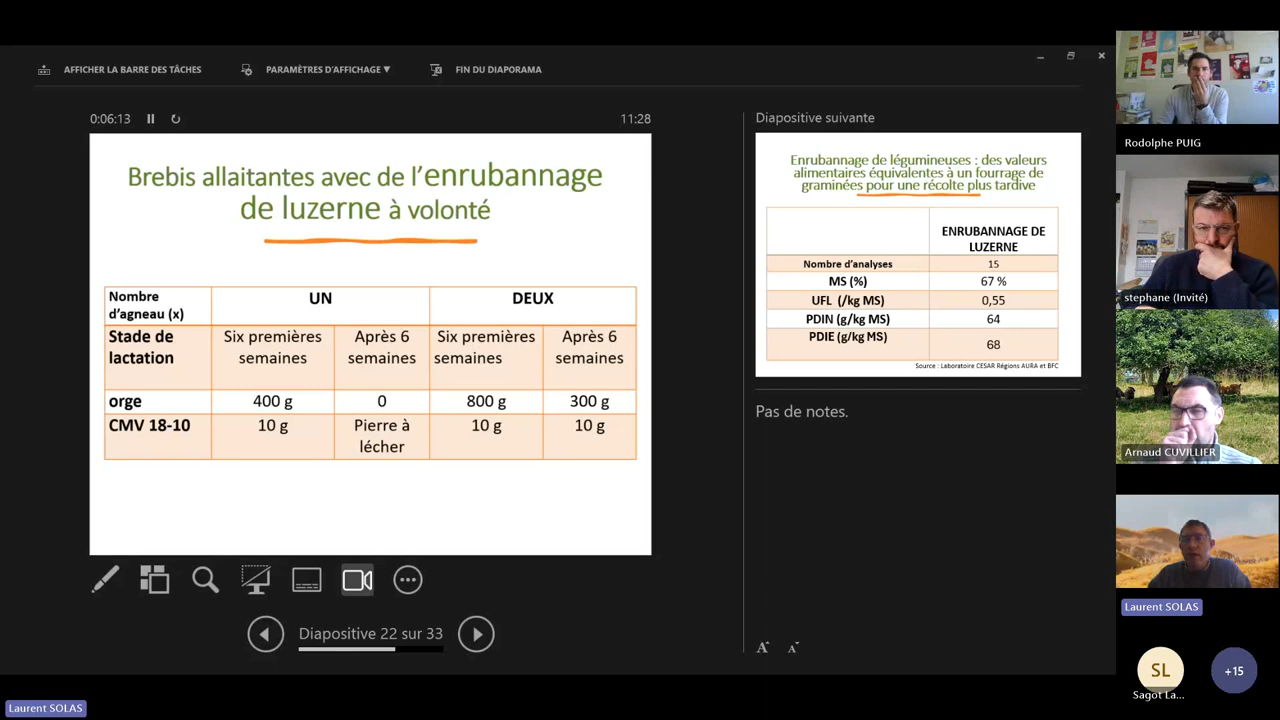 AFFICHER LA BARRE DES TÂCHES
PARAMÈTRES D'AFFICHAGE ▼
FIN DU DIAPORAMA
0:06:13
11:28
Brebis allaitantes avec de l'enrubannage
de luzerne à volonté
Nombre
d'agneau (x)
UN
DEUX
Stade de
lactation
Six premières
semaines
Après 6
semaines
Six premières
semaines
Après 6
semaines
orge
400 g
0
800 g
300 g
CMV 18-10
10 g
Pierre à
lécher
10 g
10 g
Diapositive 22 sur 33
Diapositive suivante
Enrubannage de légumineuses : des valeurs
alimentaires équivalentes à un fourrage de
graminées pour une récolte plus tardive
ENRUBANNAGE DE
LUZERNE
Nombre d'analyses
15
MS (%)
67 %
UFL (/kg MS)
0,55
PDIN (g/kg MS)
64
PDIE (g/kg MS)
68
Source : Laboratoire CESAR Régions AURA et BFC
Pas de notes.
A A
Rodolphe PUIG
stephane (Invité)
Arnaud CUVILLIER
Laurent SOLAS
SL
Sagot La...
+15
Laurent SOLAS